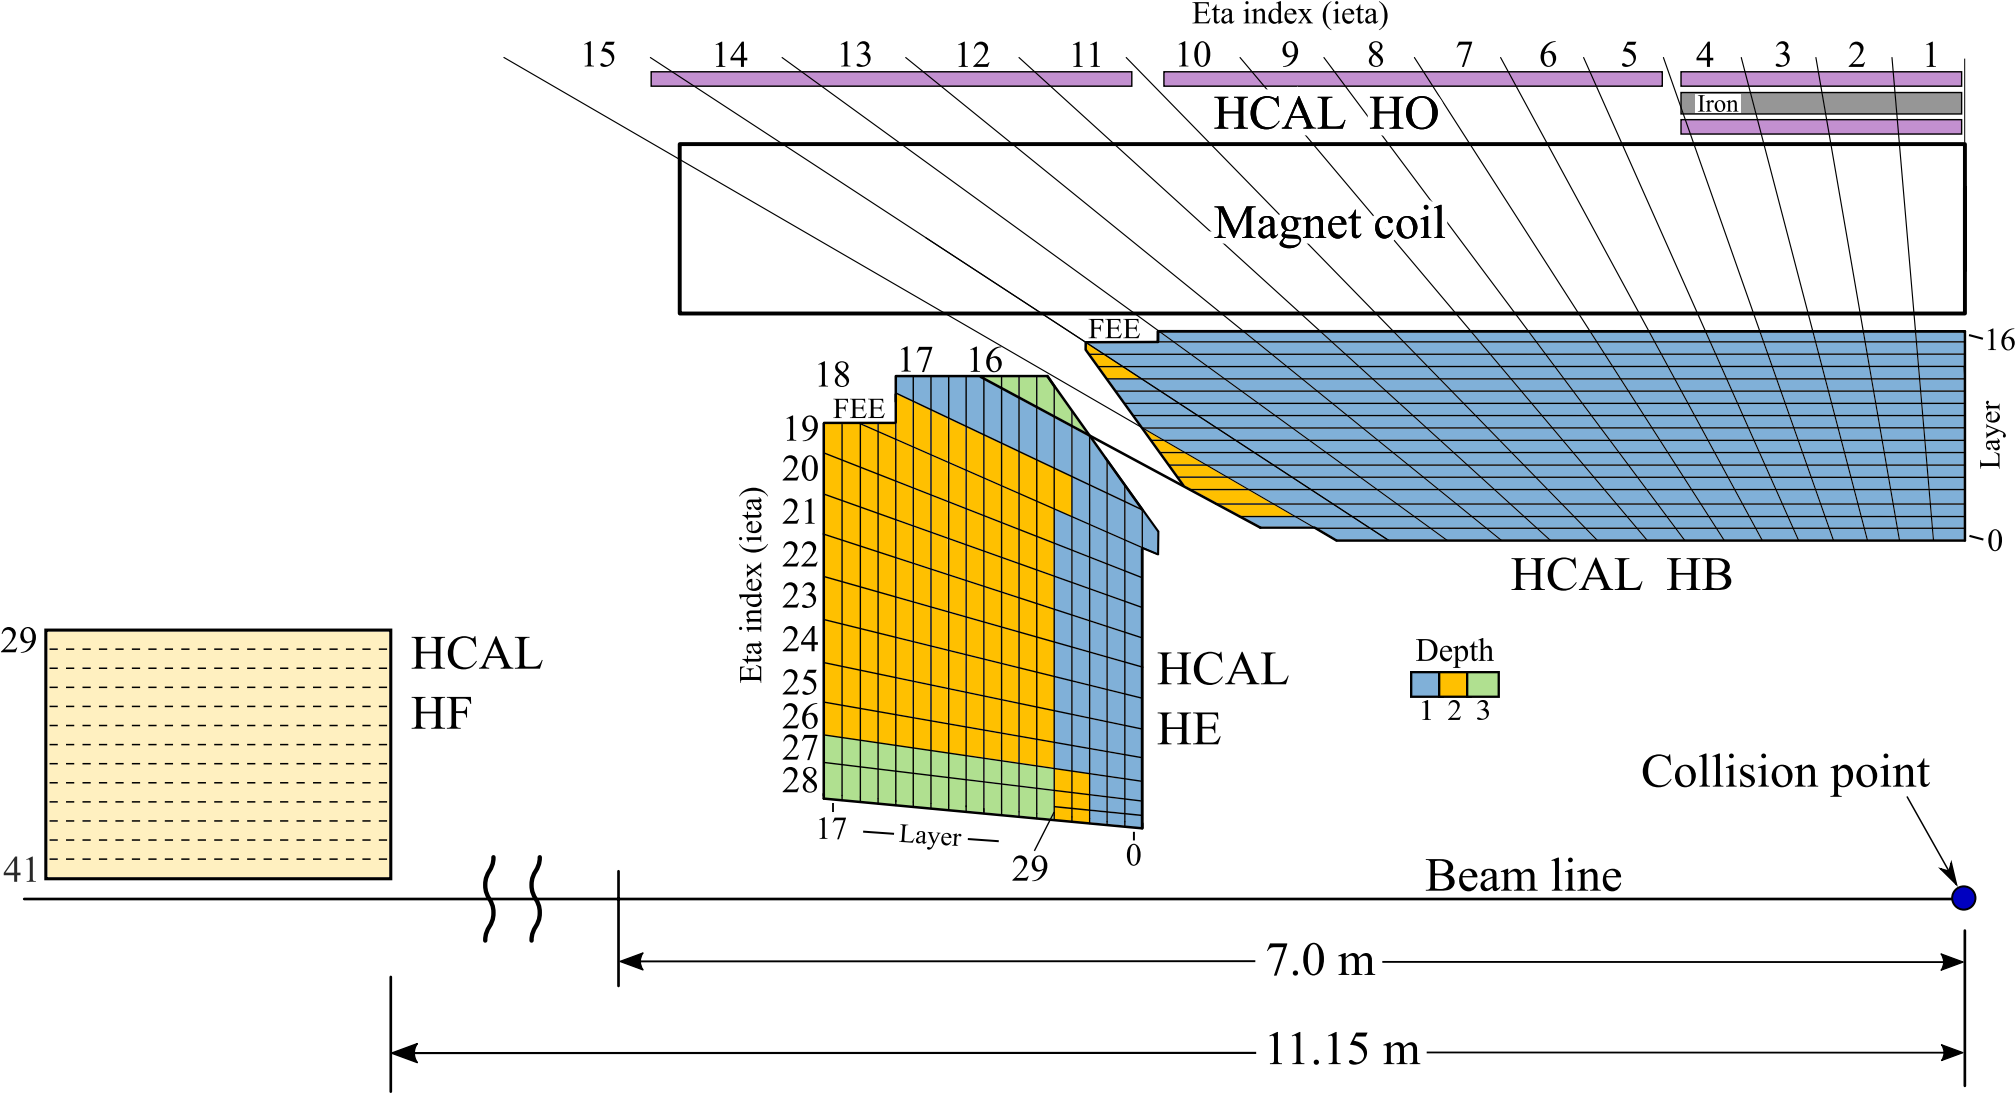 Eta index (ieta)
15 14 13 12 11 10 9 8 7 6 5 4 3 2 1
Iron
HCAL HO
Magnet coil
FEE
16
Layer
0
HCAL HB
18 17 16
FEE
19
20
21
22
23
24
25
26
27
28
Eta index (ieta)
17 Layer 0
29
HCAL
HE
29
41
HCAL
HF
Depth
1 2 3
Collision point
Beam line
7.0 m
11.15 m